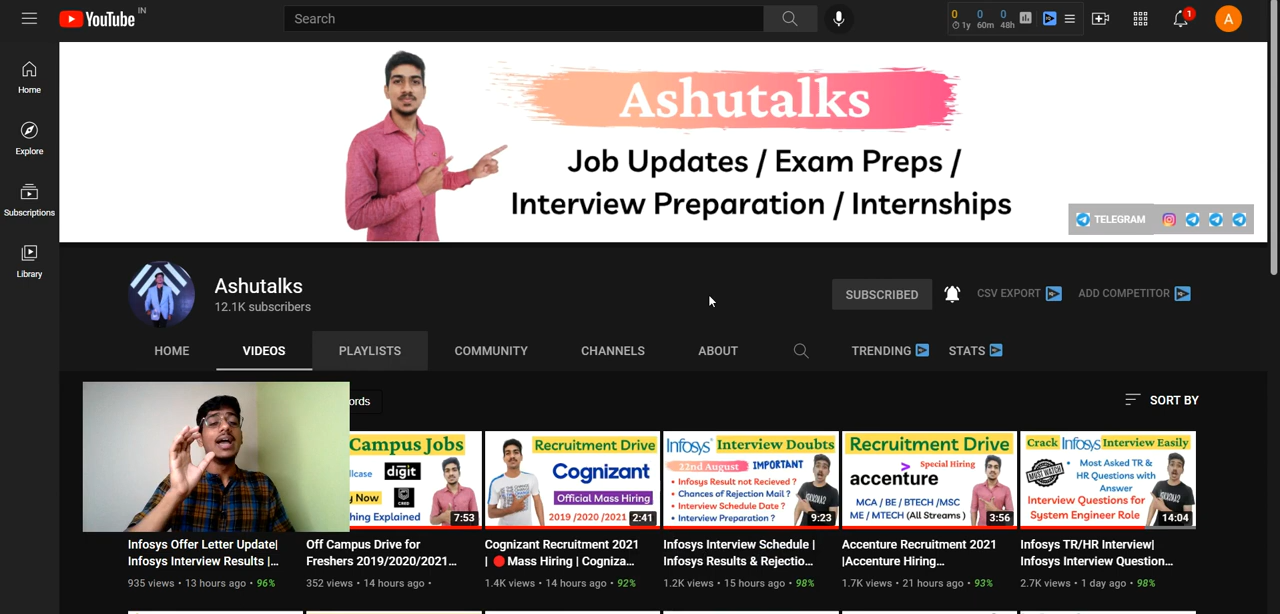 YouTube IN
Search
0 0 0
1y 60m 48h
1
A
Home
Explore
Subscriptions
Library
Ashutalks
Job Updates / Exam Preps /
Interview Preparation / Internships
TELEGRAM
Ashutalks
12.1K subscribers
SUBSCRIBED
CSV EXPORT
ADD COMPETITOR
HOME VIDEOS PLAYLISTS COMMUNITY CHANNELS ABOUT TRENDING STATS
ords
SORT BY
Campus Jobs
digit
y Now
CRED
hing Explained
7:53
Recruitment Drive
Cognizant
Official Mass Hiring
2019 /2020 /2021
2:41
Infosys Interview Doubts
22nd August IMPORTANT
• Infosys Result not Recieved ?
• Chances of Rejection Mail ?
• Interview Schedule Date ?
• Interview Preparation ?
9:23
Recruitment Drive
Special Hiring
accenture
MCA / BE / BTECH /MSC
ME / MTECH (All Streams )
3:56
Crack Infosys Interview Easily
MUST WATCH
• Most Asked TR &
HR Questions with
Answer
Interview Questions for
System Engineer Role
14:04
Infosys Offer Letter Update|
Infosys Interview Results |...
935 views • 13 hours ago • 96%
Off Campus Drive for
Freshers 2019/2020/2021...
352 views • 14 hours ago •
Cognizant Recruitment 2021
| 🔴Mass Hiring | Cogniza...
1.4K views • 14 hours ago • 92%
Infosys Interview Schedule |
Infosys Results & Rejectio...
1.2K views • 15 hours ago • 98%
Accenture Recruitment 2021
|Accenture Hiring...
1.7K views • 21 hours ago • 93%
Infosys TR/HR Interview|
Infosys Interview Question...
2.7K views • 1 day ago • 98%